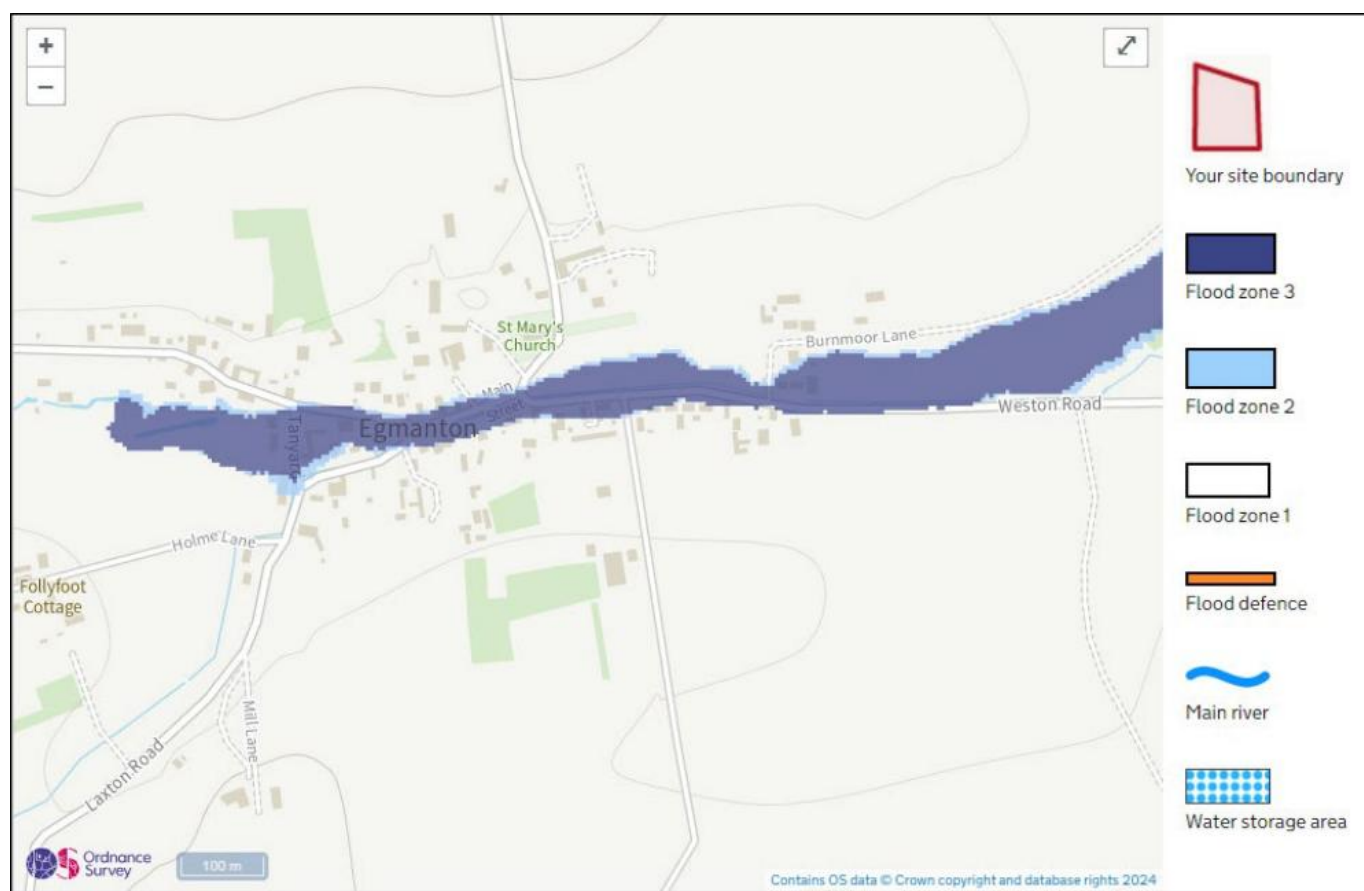 +
−
St Mary's
Church
Burnmoor Lane
Main
Street
Weston Road
Egmanton
Tanyard
Holme Lane
Follyfoot
Cottage
Mill Lane
Laxton Road
Ordnance
Survey
100 m
Contains OS data © Crown copyright and database rights 2024
Your site boundary
Flood zone 3
Flood zone 2
Flood zone 1
Flood defence
Main river
Water storage area